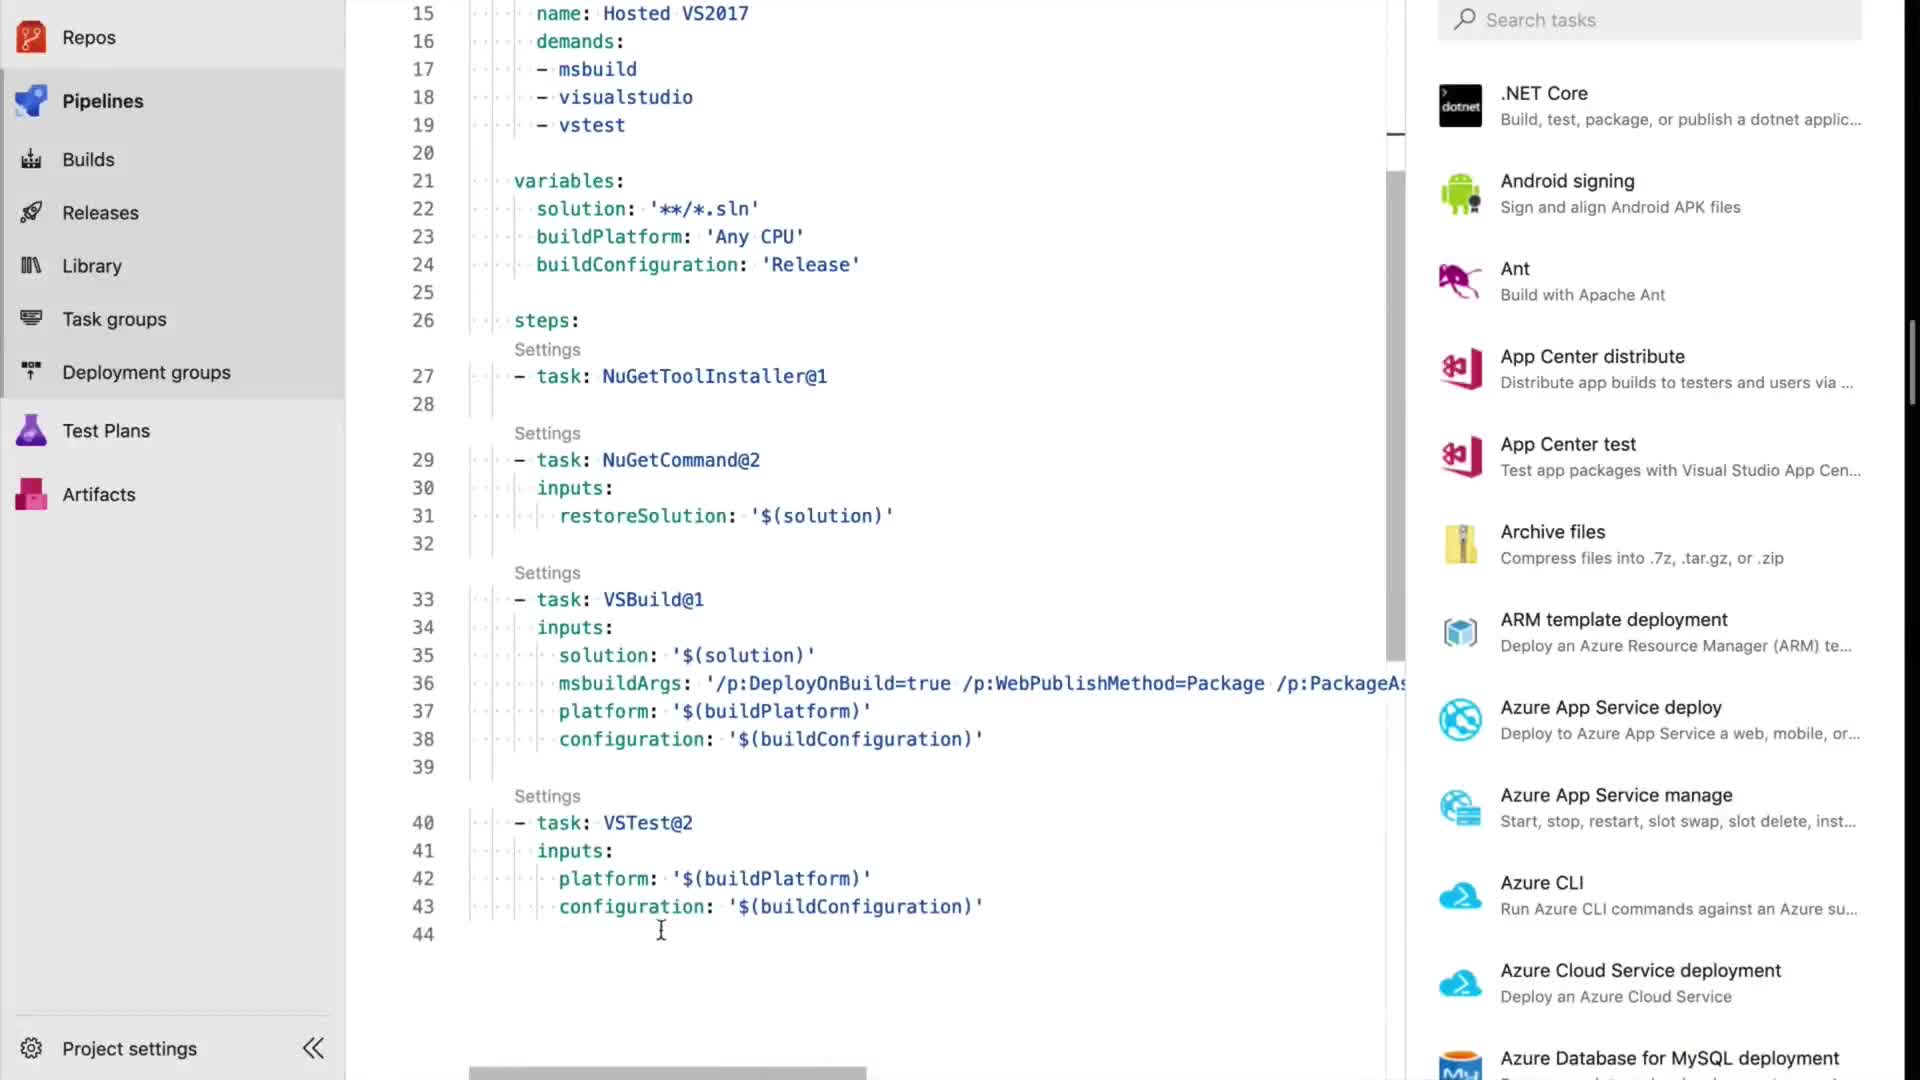 Repos
Pipelines
Builds
Releases
Library
Task groups
Deployment groups
Test Plans
Artifacts
Project settings
15 name: Hosted VS2017
16 demands:
17 - msbuild
18 - visualstudio
19 - vstest
20
21 variables:
22 solution: '**/*.sln'
23 buildPlatform: 'Any CPU'
24 buildConfiguration: 'Release'
25
26 steps:
Settings
27 - task: NuGetToolInstaller@1
28
Settings
29 - task: NuGetCommand@2
30 inputs:
31 restoreSolution: '$(solution)'
32
Settings
33 - task: VSBuild@1
34 inputs:
35 solution: '$(solution)'
36 msbuildArgs: '/p:DeployOnBuild=true /p:WebPublishMethod=Package /p:PackageAs
37 platform: '$(buildPlatform)'
38 configuration: '$(buildConfiguration)'
39
Settings
40 - task: VSTest@2
41 inputs:
42 platform: '$(buildPlatform)'
43 configuration: '$(buildConfiguration)'
44
Search tasks
dotnet
.NET Core
Build, test, package, or publish a dotnet applic...
Android signing
Sign and align Android APK files
Ant
Build with Apache Ant
App Center distribute
Distribute app builds to testers and users via ...
App Center test
Test app packages with Visual Studio App Cen...
Archive files
Compress files into .7z, .tar.gz, or .zip
ARM template deployment
Deploy an Azure Resource Manager (ARM) te...
Azure App Service deploy
Deploy to Azure App Service a web, mobile, or...
Azure App Service manage
Start, stop, restart, slot swap, slot delete, inst...
Azure CLI
Run Azure CLI commands against an Azure su...
Azure Cloud Service deployment
Deploy an Azure Cloud Service
My
Azure Database for MySQL deployment